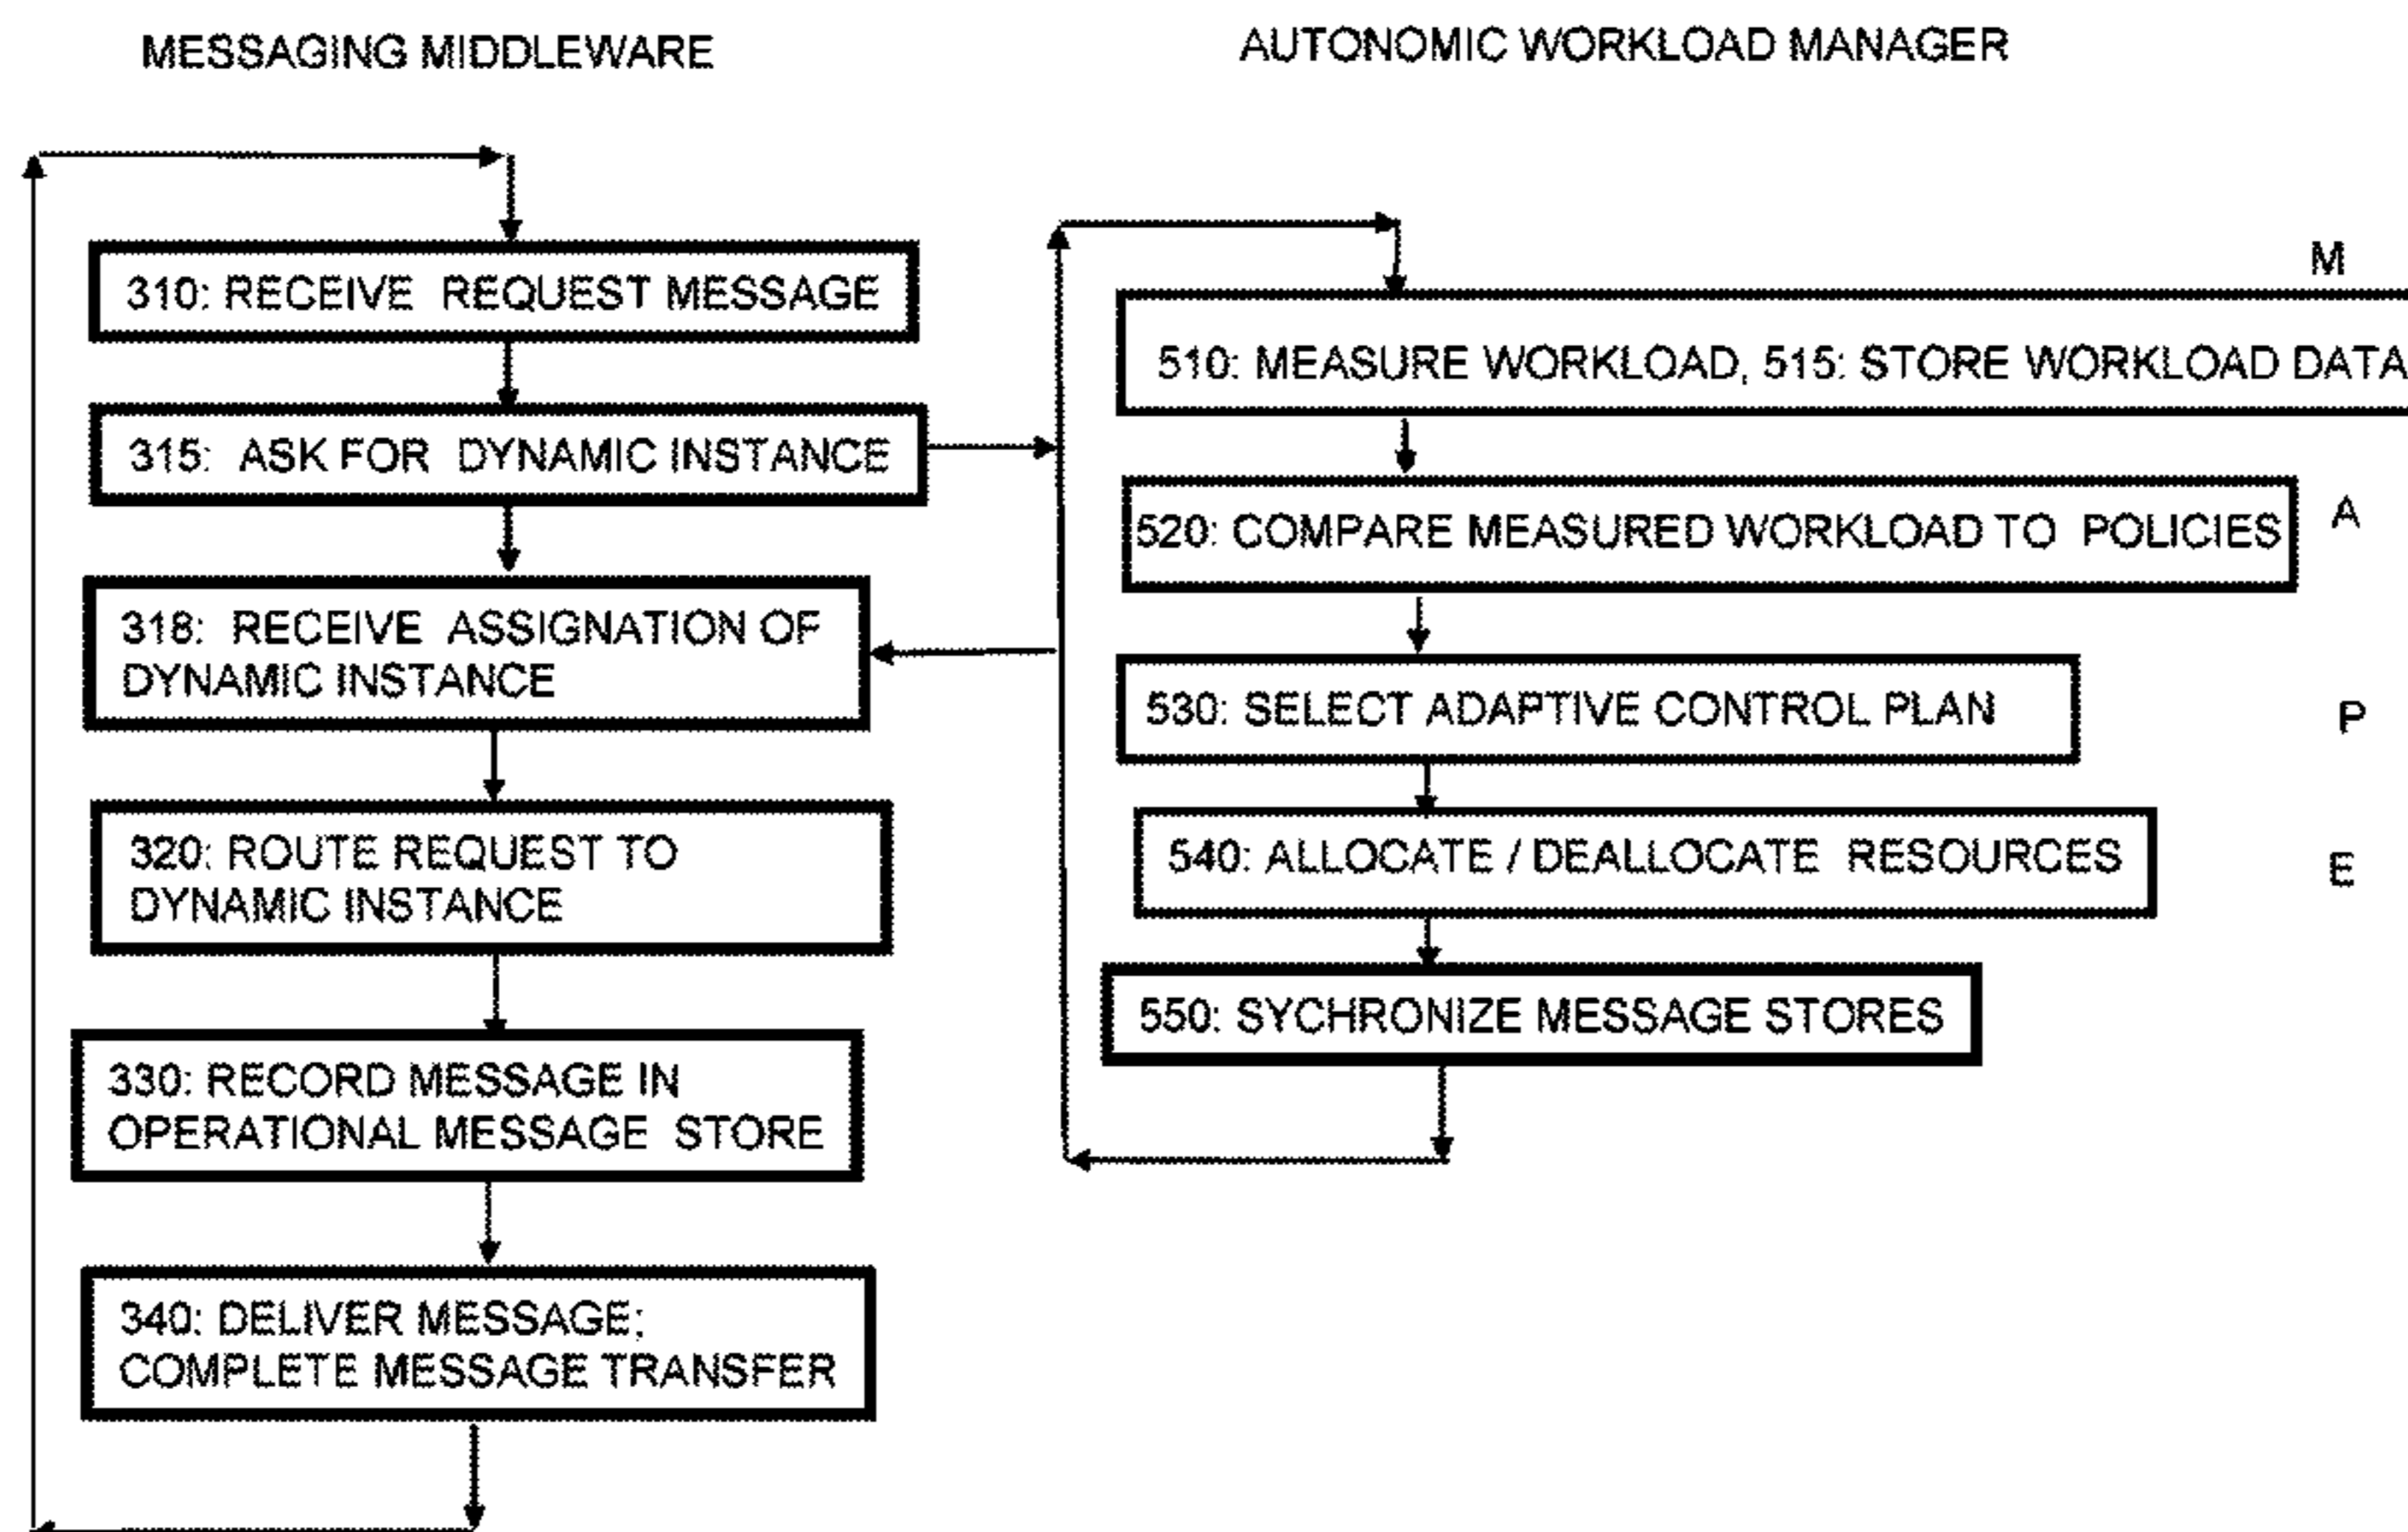 MESSAGING MIDDLEWARE
310: RECEIVE REQUEST MESSAGE
315: ASK FOR DYNAMIC INSTANCE
318: RECEIVE ASSIGNATION OF
DYNAMIC INSTANCE
320: ROUTE REQUEST TO
DYNAMIC INSTANCE
330: RECORD MESSAGE IN
OPERATIONAL MESSAGE STORE
340: DELIVER MESSAGE;
COMPLETE MESSAGE TRANSFER
AUTONOMIC WORKLOAD MANAGER
M
510: MEASURE WORKLOAD, 515: STORE WORKLOAD DATA
520: COMPARE MEASURED WORKLOAD TO POLICIES
A
530: SELECT ADAPTIVE CONTROL PLAN
P
540: ALLOCATE / DEALLOCATE RESOURCES
E
550: SYCHRONIZE MESSAGE STORES